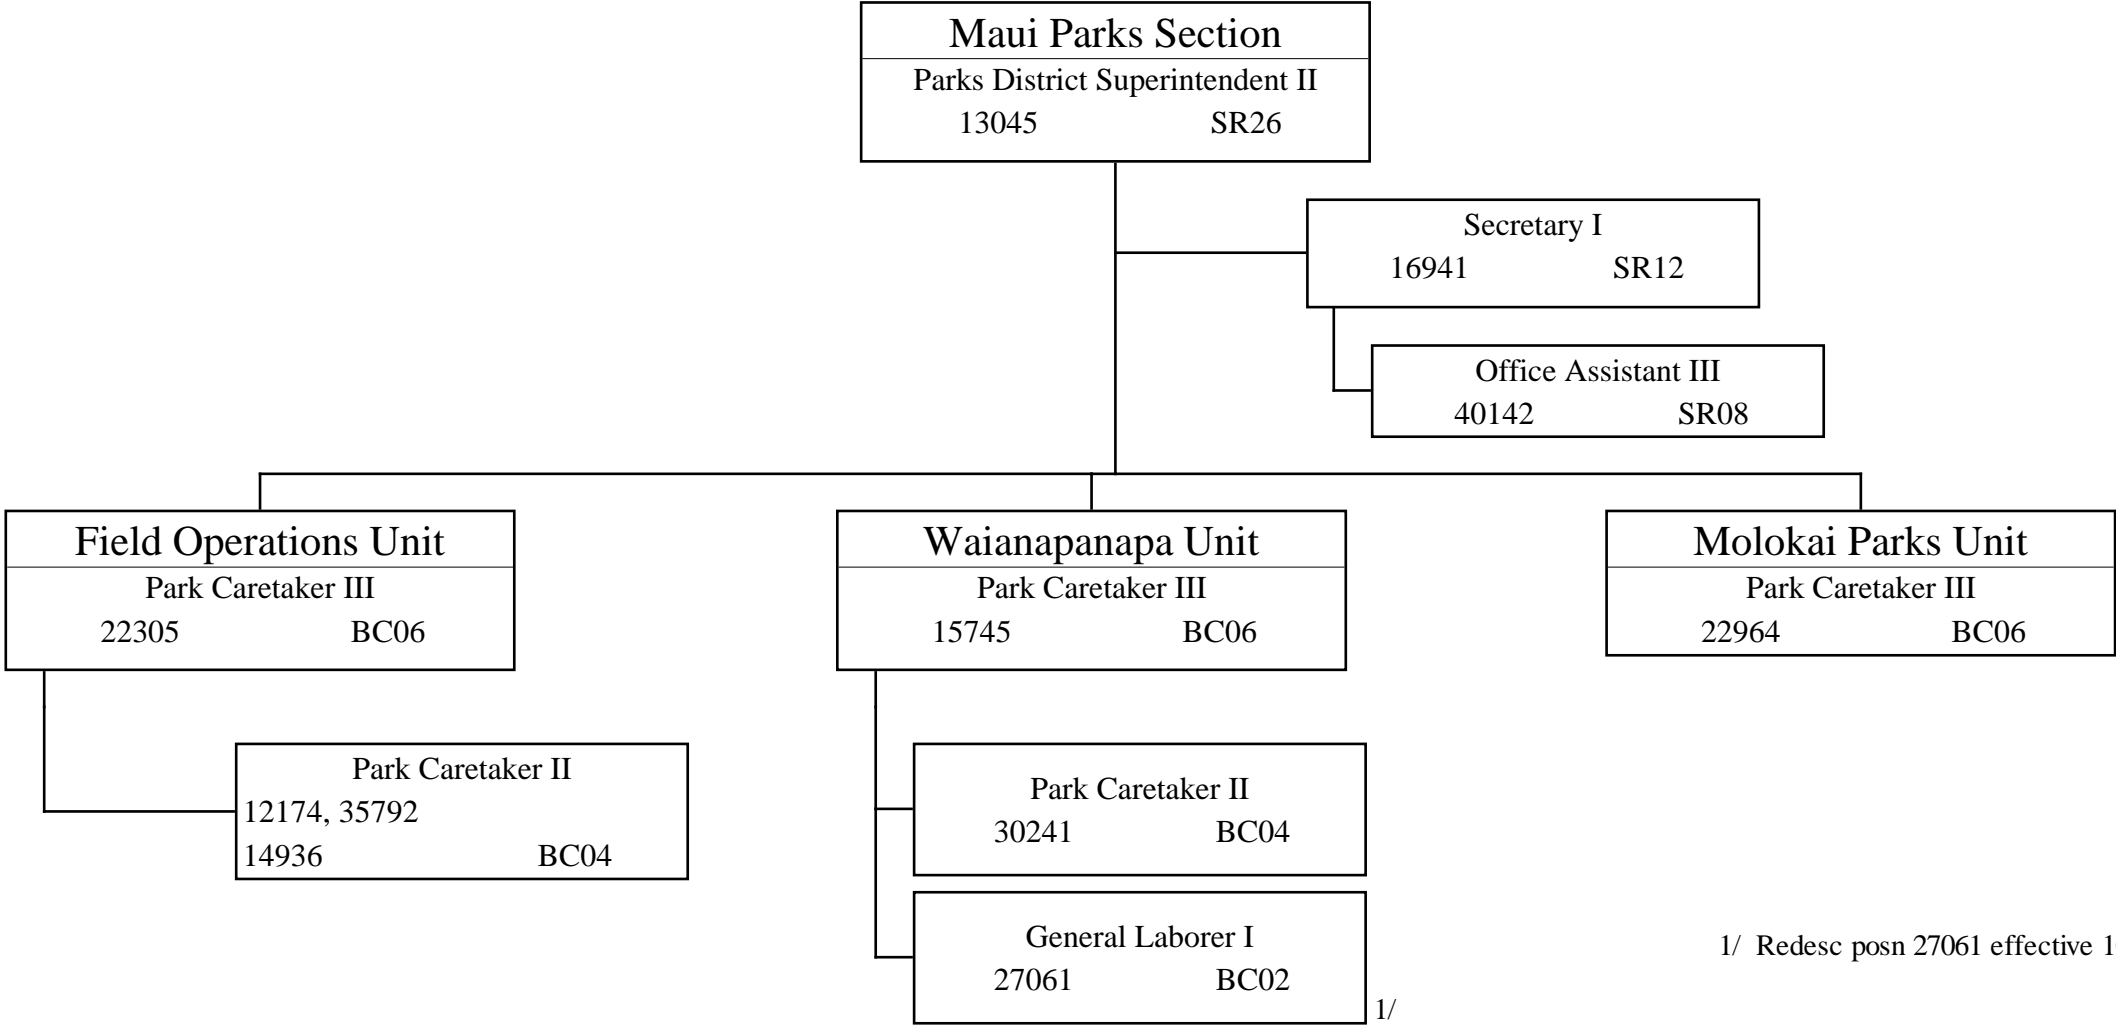 Maui Parks Section
Parks District Superintendent II
13045 SR26
Secretary I
16941 SR12
Office Assistant III
40142 SR08
Field Operations Unit
Park Caretaker III
22305 BC06
Waianapanapa Unit
Park Caretaker III
15745 BC06
Molokai Parks Unit
Park Caretaker III
22964 BC06
Park Caretaker II
12174, 35792
14936 BC04
Park Caretaker II
30241 BC04
General Laborer I
27061 BC02
1/
1/ Redesc posn 27061 effective